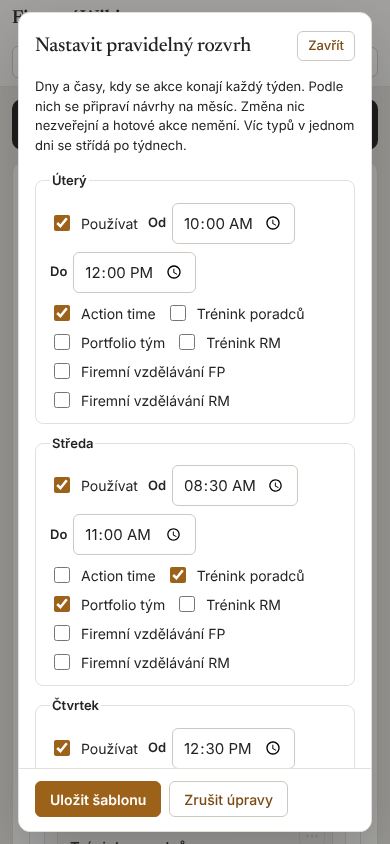 Nastavit pravidelný rozvrh
Zavřít
Dny a časy, kdy se akce konají každý týden. Podle
nich se připraví návrhy na měsíc. Změna nic
nezveřejní a hotové akce nemění. Víc typů v jednom
dni se střídá po týdnech.
Úterý
Používat Od 10:00 AM
Do 12:00 PM
Action time Trénink poradců
Portfolio tým Trénink RM
Firemní vzdělávání FP
Firemní vzdělávání RM
Středa
Používat Od 08:30 AM
Do 11:00 AM
Action time Trénink poradců
Portfolio tým Trénink RM
Firemní vzdělávání FP
Firemní vzdělávání RM
Čtvrtek
Používat Od 12:30 PM
Uložit šablonu Zrušit úpravy